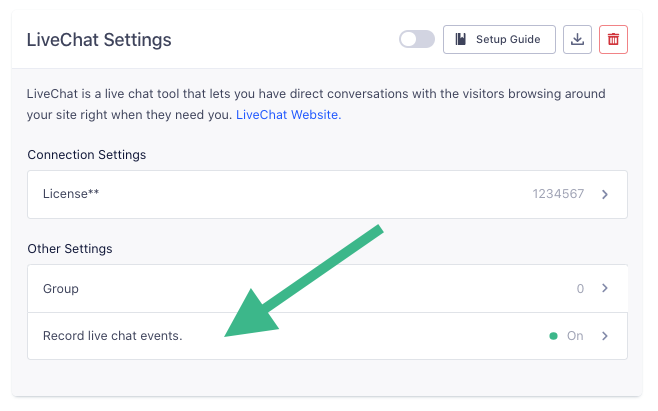 LiveChat Settings
Setup Guide
LiveChat is a live chat tool that lets you have direct conversations with the visitors browsing around
your site right when they need you. LiveChat Website.
Connection Settings
License** 1234567
Other Settings
Group 0
Record live chat events. On